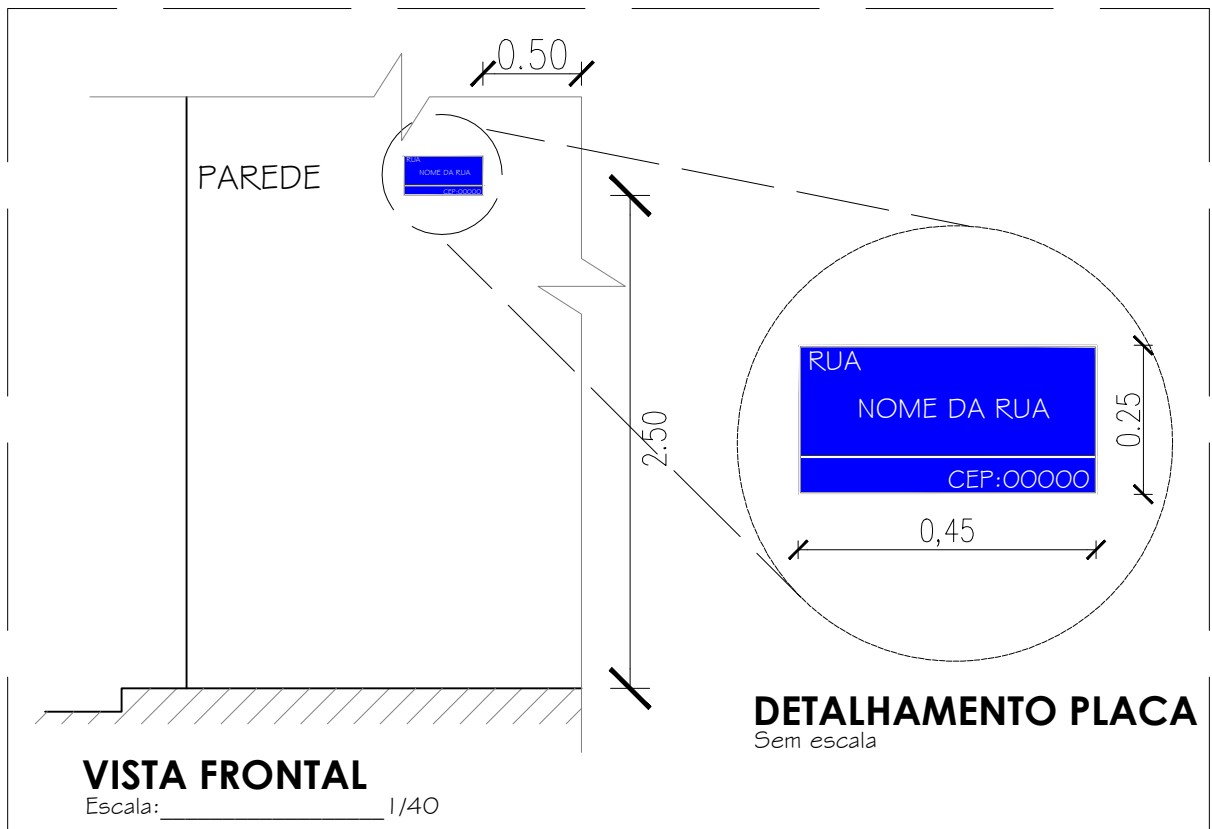 0.50
PAREDE
RUA
NOME DA RUA
CEP:00000
2.50
RUA
NOME DA RUA
CEP:00000
0.25
0,45
DETALHAMENTO PLACA
Sem escala
VISTA FRONTAL
Escala:__________________ 1/40